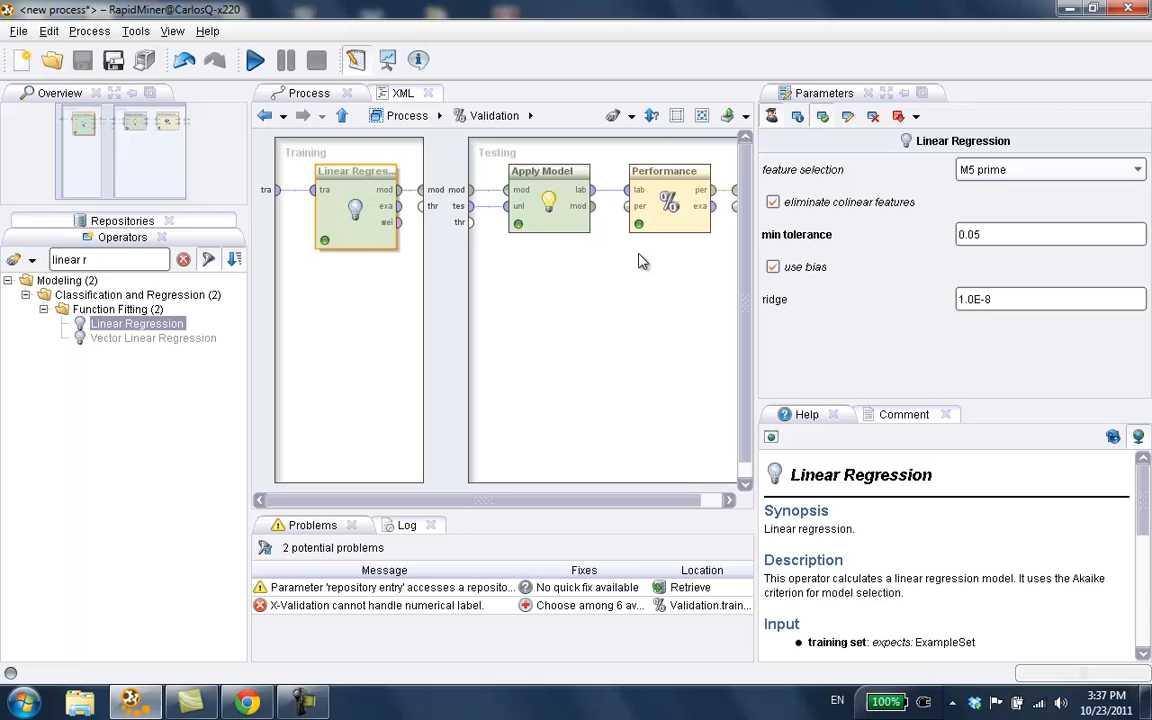 <new process*> – RapidMiner@CarlosQ-x220
File Edit Process Tools View Help
Overview
Process
XML
Parameters
Process
Validation
Linear Regression
Training
Testing
Linear Regres...
Apply Model
Performance
tra
tra
mod
mod
mod
mod
lab
lab
per
exa
thr
tes
unl
mod
per
exa
wei
thr
feature selection
M5 prime
eliminate colinear features
min tolerance
0.05
use bias
ridge
1.0E-8
Repositories
Operators
linear r
Modeling (2)
Classification and Regression (2)
Function Fitting (2)
Linear Regression
Vector Linear Regression
Help
Comment
Linear Regression
Synopsis
Linear regression.
Description
This operator calculates a linear regression model. It uses the Akaike
criterion for model selection.
Input
training set: expects: ExampleSet
Problems
Log
2 potential problems
Message Fixes Location
Parameter 'repository entry' accesses a reposito... No quick fix available Retrieve
X-Validation cannot handle numerical label. Choose among 6 av... Validation.train...
EN
100%
3:37 PM
10/23/2011